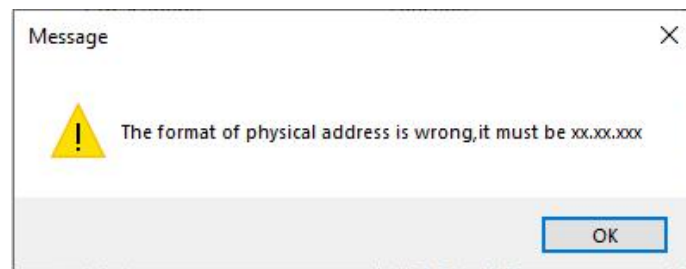 Message
The format of physical address is wrong,it must be xx.xx.xxx
OK